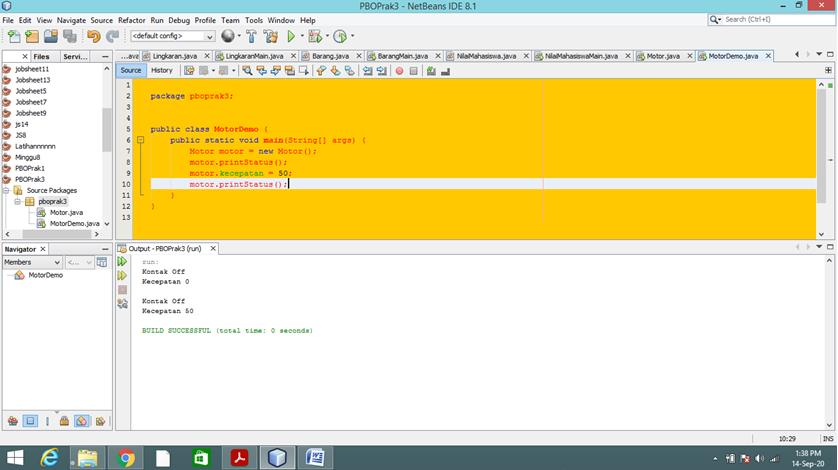 PBOPrak3 - NetBeans IDE 8.1
File Edit View Navigate Source Refactor Run Debug Profile Team Tools Window Help
Search (Ctrl+I)
<default config>
Files Servi...
...ava Lingkaran.java LingkaranMain.java Barang.java BarangMain.java NilaiMahasiswa.java NilaiMahasiswaMain.java Motor.java MotorDemo.java
Source History
jobsheet11
Jobsheet13
Jobsheet5
Jobsheet7
Jobsheet9
js14
JS8
Latihannnnnn
Minggu8
PBOPrak1
PBOPrak3
Source Packages
pboprak3
Motor.java
MotorDemo.java
1
2 package pboprak3;
3
4
5 public class MotorDemo {
6 public static void main(String[] args) {
7 Motor motor = new Motor();
8 motor.printStatus();
9 motor.kecepatan = 50;
10 motor.printStatus();
11 }
12 }
13
Navigator
Members <...
MotorDemo
Output - PBOPrak3 (run)
run:
Kontak Off
Kecepatan 0
Kontak Off
Kecepatan 50
BUILD SUCCESSFUL (total time: 0 seconds)
10:29 INS
1:38 PM
14-Sep-20